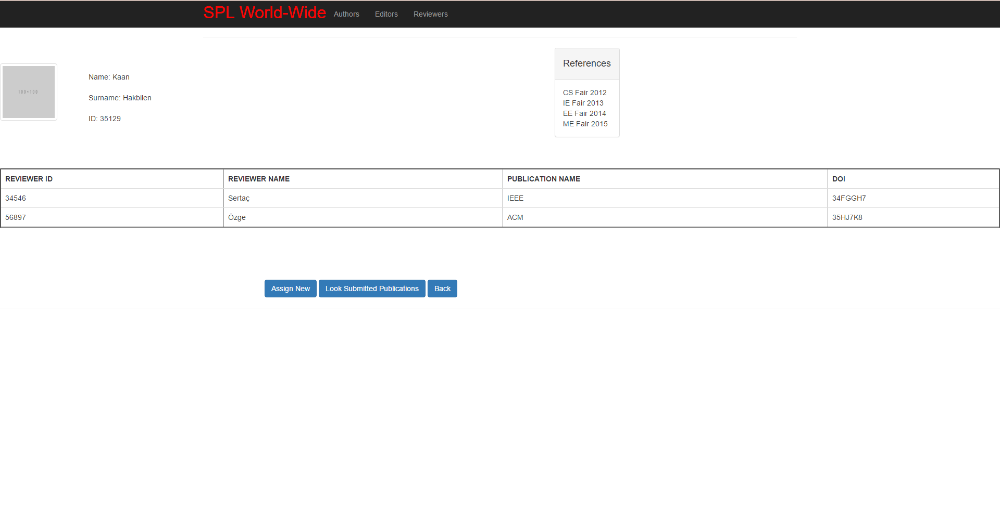 SPL World-Wide Authors Editors Reviewers
100×100
Name: Kaan
Surname: Hakbilen
ID: 35129
References
CS Fair 2012
IE Fair 2013
EE Fair 2014
ME Fair 2015
REVIEWER ID REVIEWER NAME PUBLICATION NAME DOI
34546 Sertaç IEEE 34FGGH7
56897 Özge ACM 35HJ7K8
Assign New Look Submitted Publications Back